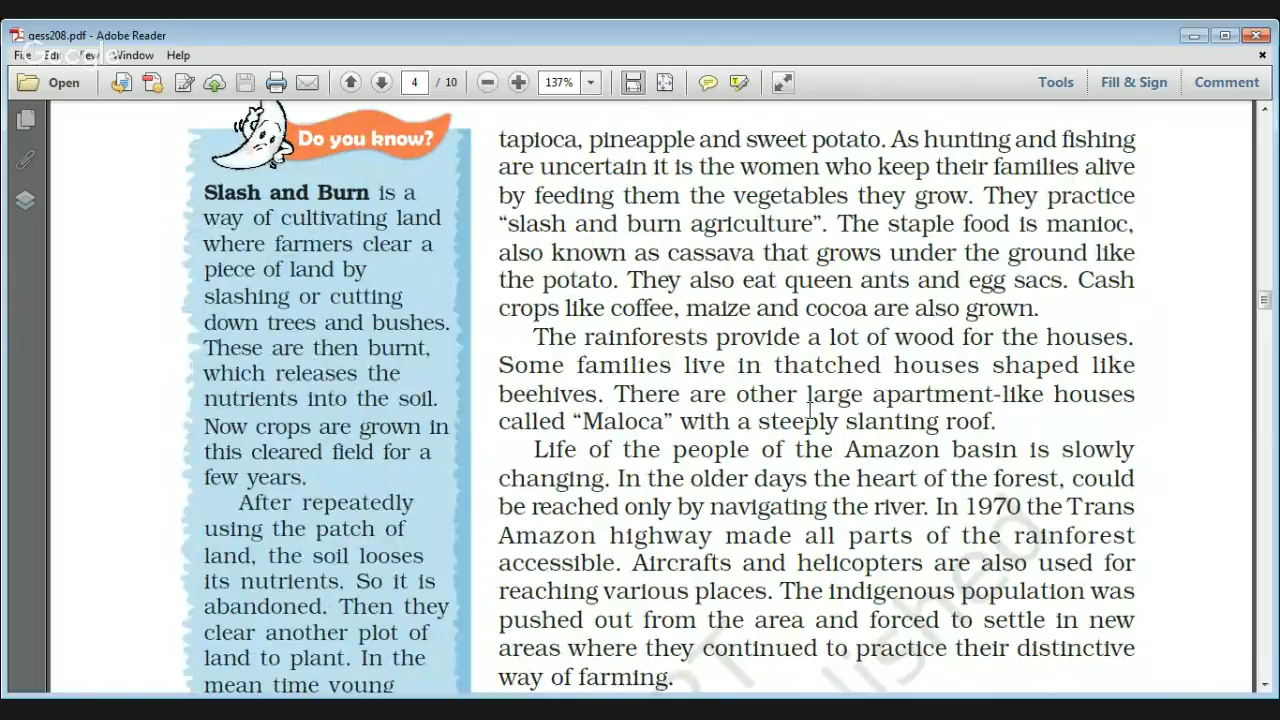 gess208.pdf - Adobe Reader
File Edit View Window Help
Open 4 / 10 137% Tools Fill & Sign Comment
Do you know?
Slash and Burn is a
way of cultivating land
where farmers clear a
piece of land by
slashing or cutting
down trees and bushes.
These are then burnt,
which releases the
nutrients into the soil.
Now crops are grown in
this cleared field for a
few years.
After repeatedly
using the patch of
land, the soil looses
its nutrients. So it is
abandoned. Then they
clear another plot of
land to plant. In the
mean time young
tapioca, pineapple and sweet potato. As hunting and fishing
are uncertain it is the women who keep their families alive
by feeding them the vegetables they grow. They practice
“slash and burn agriculture”. The staple food is manioc,
also known as cassava that grows under the ground like
the potato. They also eat queen ants and egg sacs. Cash
crops like coffee, maize and cocoa are also grown.
The rainforests provide a lot of wood for the houses.
Some families live in thatched houses shaped like
beehives. There are other large apartment-like houses
called “Maloca” with a steeply slanting roof.
Life of the people of the Amazon basin is slowly
changing. In the older days the heart of the forest, could
be reached only by navigating the river. In 1970 the Trans
Amazon highway made all parts of the rainforest
accessible. Aircrafts and helicopters are also used for
reaching various places. The indigenous population was
pushed out from the area and forced to settle in new
areas where they continued to practice their distinctive
way of farming.